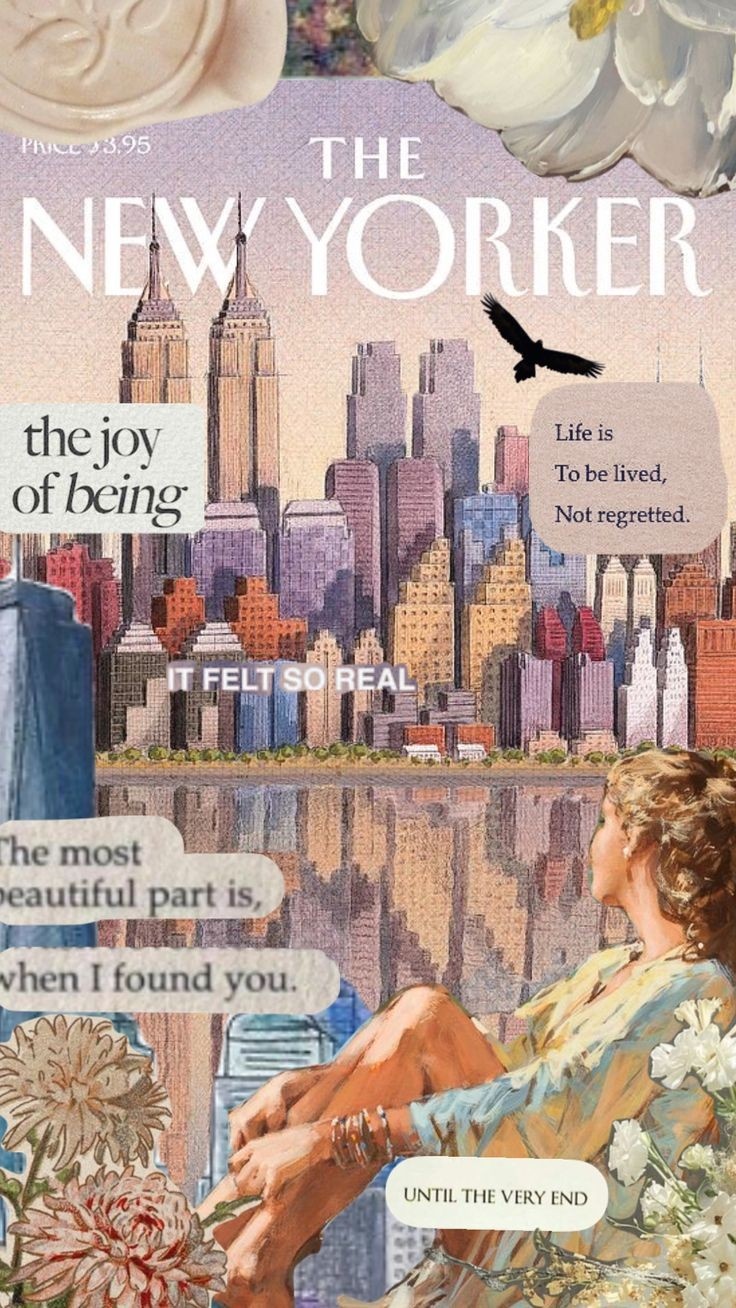 PRICE $3.95
THE
NEW YORKER
the joy
of being
Life is
To be lived,
Not regretted.
IT FELT SO REAL
The most
beautiful part is,
when I found you.
UNTIL THE VERY END